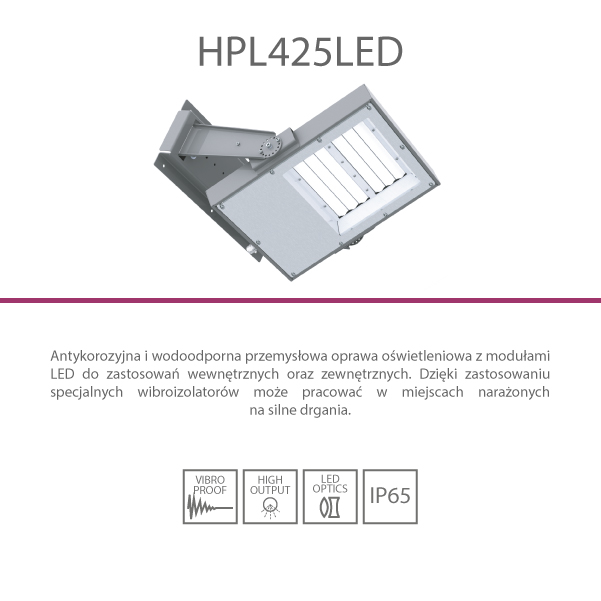 HPL425LED
Antykorozyjna i wodoodporna przemysłowa oprawa oświetleniowa z modułami
LED do zastosowań wewnętrznych oraz zewnętrznych. Dzięki zastosowaniu
specjalnych wibroizolatorów może pracować w miejscach narażonych
na silne drgania.
VIBRO
PROOF
HIGH
OUTPUT
LED
OPTICS
IP65